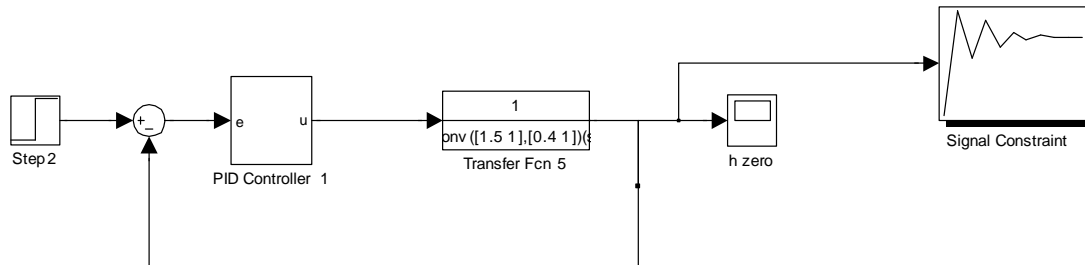 Step 2
+
−
e
u
PID Controller 1
1
onv([1.5 1],[0.4 1])(s
Transfer Fcn 5
h zero
Signal Constraint